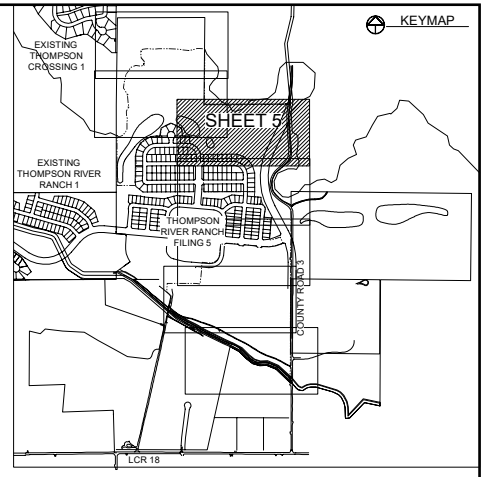 KEYMAP
EXISTING
THOMPSON
CROSSING 1
SHEET 5
EXISTING
THOMPSON RIVER
RANCH 1
THOMPSON
RIVER RANCH
FILING 5
COUNTY ROAD 3
LCR 18